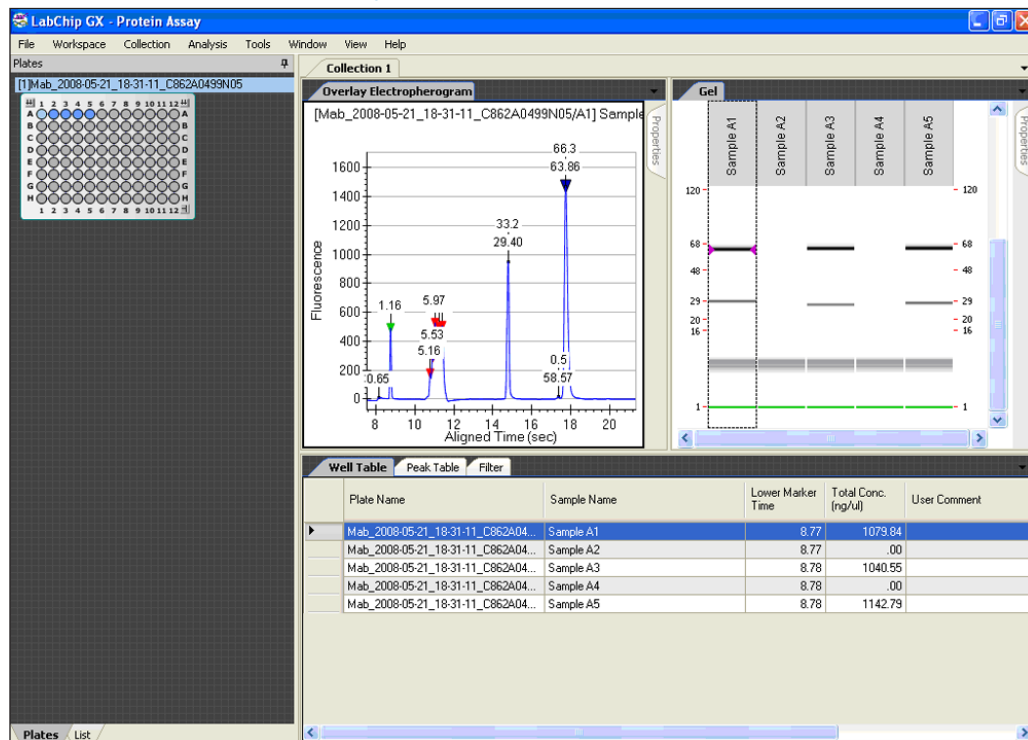 LabChip GX - Protein Assay
File Workspace Collection Analysis Tools Window View Help
Plates
[1]Mab_2008-05-21_18-31-11_C862A0499N05
1 2 3 4 5 6 7 8 9 10 11 12
A A
B B
C C
D D
E E
F F
G G
H H
1 2 3 4 5 6 7 8 9 10 11 12
Plates List
Collection 1
Overlay Electropherogram
Properties
[Mab_2008-05-21_18-31-11_C862A0499N05/A1] Sample
66.3
63.86
33.2
29.40
1.16
5.97
5.53
5.16
0.65
0.5
58.57
Fluorescence
1600
1400
1200
1000
800
600
400
200
0
8 10 12 14 16 18 20
Aligned Time (sec)
Gel
Properties
Sample A1 Sample A2 Sample A3 Sample A4 Sample A5
120 120
68 68
48 48
29 29
20 20
16 16
1 1
Well Table Peak Table Filter
Plate Name Sample Name Lower Marker Time Total Conc. (ng/ul) User Comment
Mab_2008-05-21_18-31-11_C862A04... Sample A1 8.77 1079.84
Mab_2008-05-21_18-31-11_C862A04... Sample A2 8.77 .00
Mab_2008-05-21_18-31-11_C862A04... Sample A3 8.78 1040.55
Mab_2008-05-21_18-31-11_C862A04... Sample A4 8.78 .00
Mab_2008-05-21_18-31-11_C862A04... Sample A5 8.78 1142.79